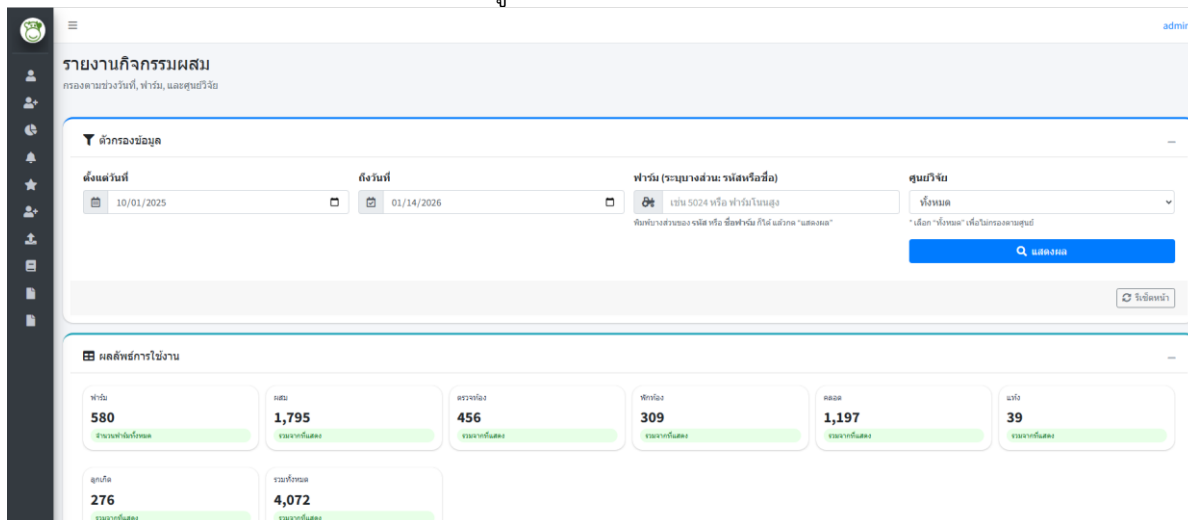 admin
รายงานกิจกรรมผสม
กรองตามช่วงวันที่, ฟาร์ม, และศูนย์วิจัย
ตัวกรองข้อมูล
ตั้งแต่วันที่
ถึงวันที่
ฟาร์ม (ระบุบางส่วน: รหัสหรือชื่อ)
ศูนย์วิจัย
10/01/2025
01/14/2026
เช่น 5024 หรือ ฟาร์มโนนสูง
ทั้งหมด
พิมพ์บางส่วนของ รหัส หรือ ชื่อฟาร์ม ก็ได้ แล้วกด "แสดงผล"
* เลือก "ทั้งหมด" เพื่อไม่กรองตามศูนย์
แสดงผล
รีเซ็ตหน้า
ผลลัพธ์การใช้งาน
ฟาร์ม
ผสม
ตรวจท้อง
พักท้อง
คลอด
แท้ง
580
1,795
456
309
1,197
39
จำนวนฟาร์มทั้งหมด
รวมจากที่แสดง
รวมจากที่แสดง
รวมจากที่แสดง
รวมจากที่แสดง
รวมจากที่แสดง
ลูกเกิด
รวมทั้งหมด
276
4,072
รวมจากที่แสดง
รวมจากที่แสดง